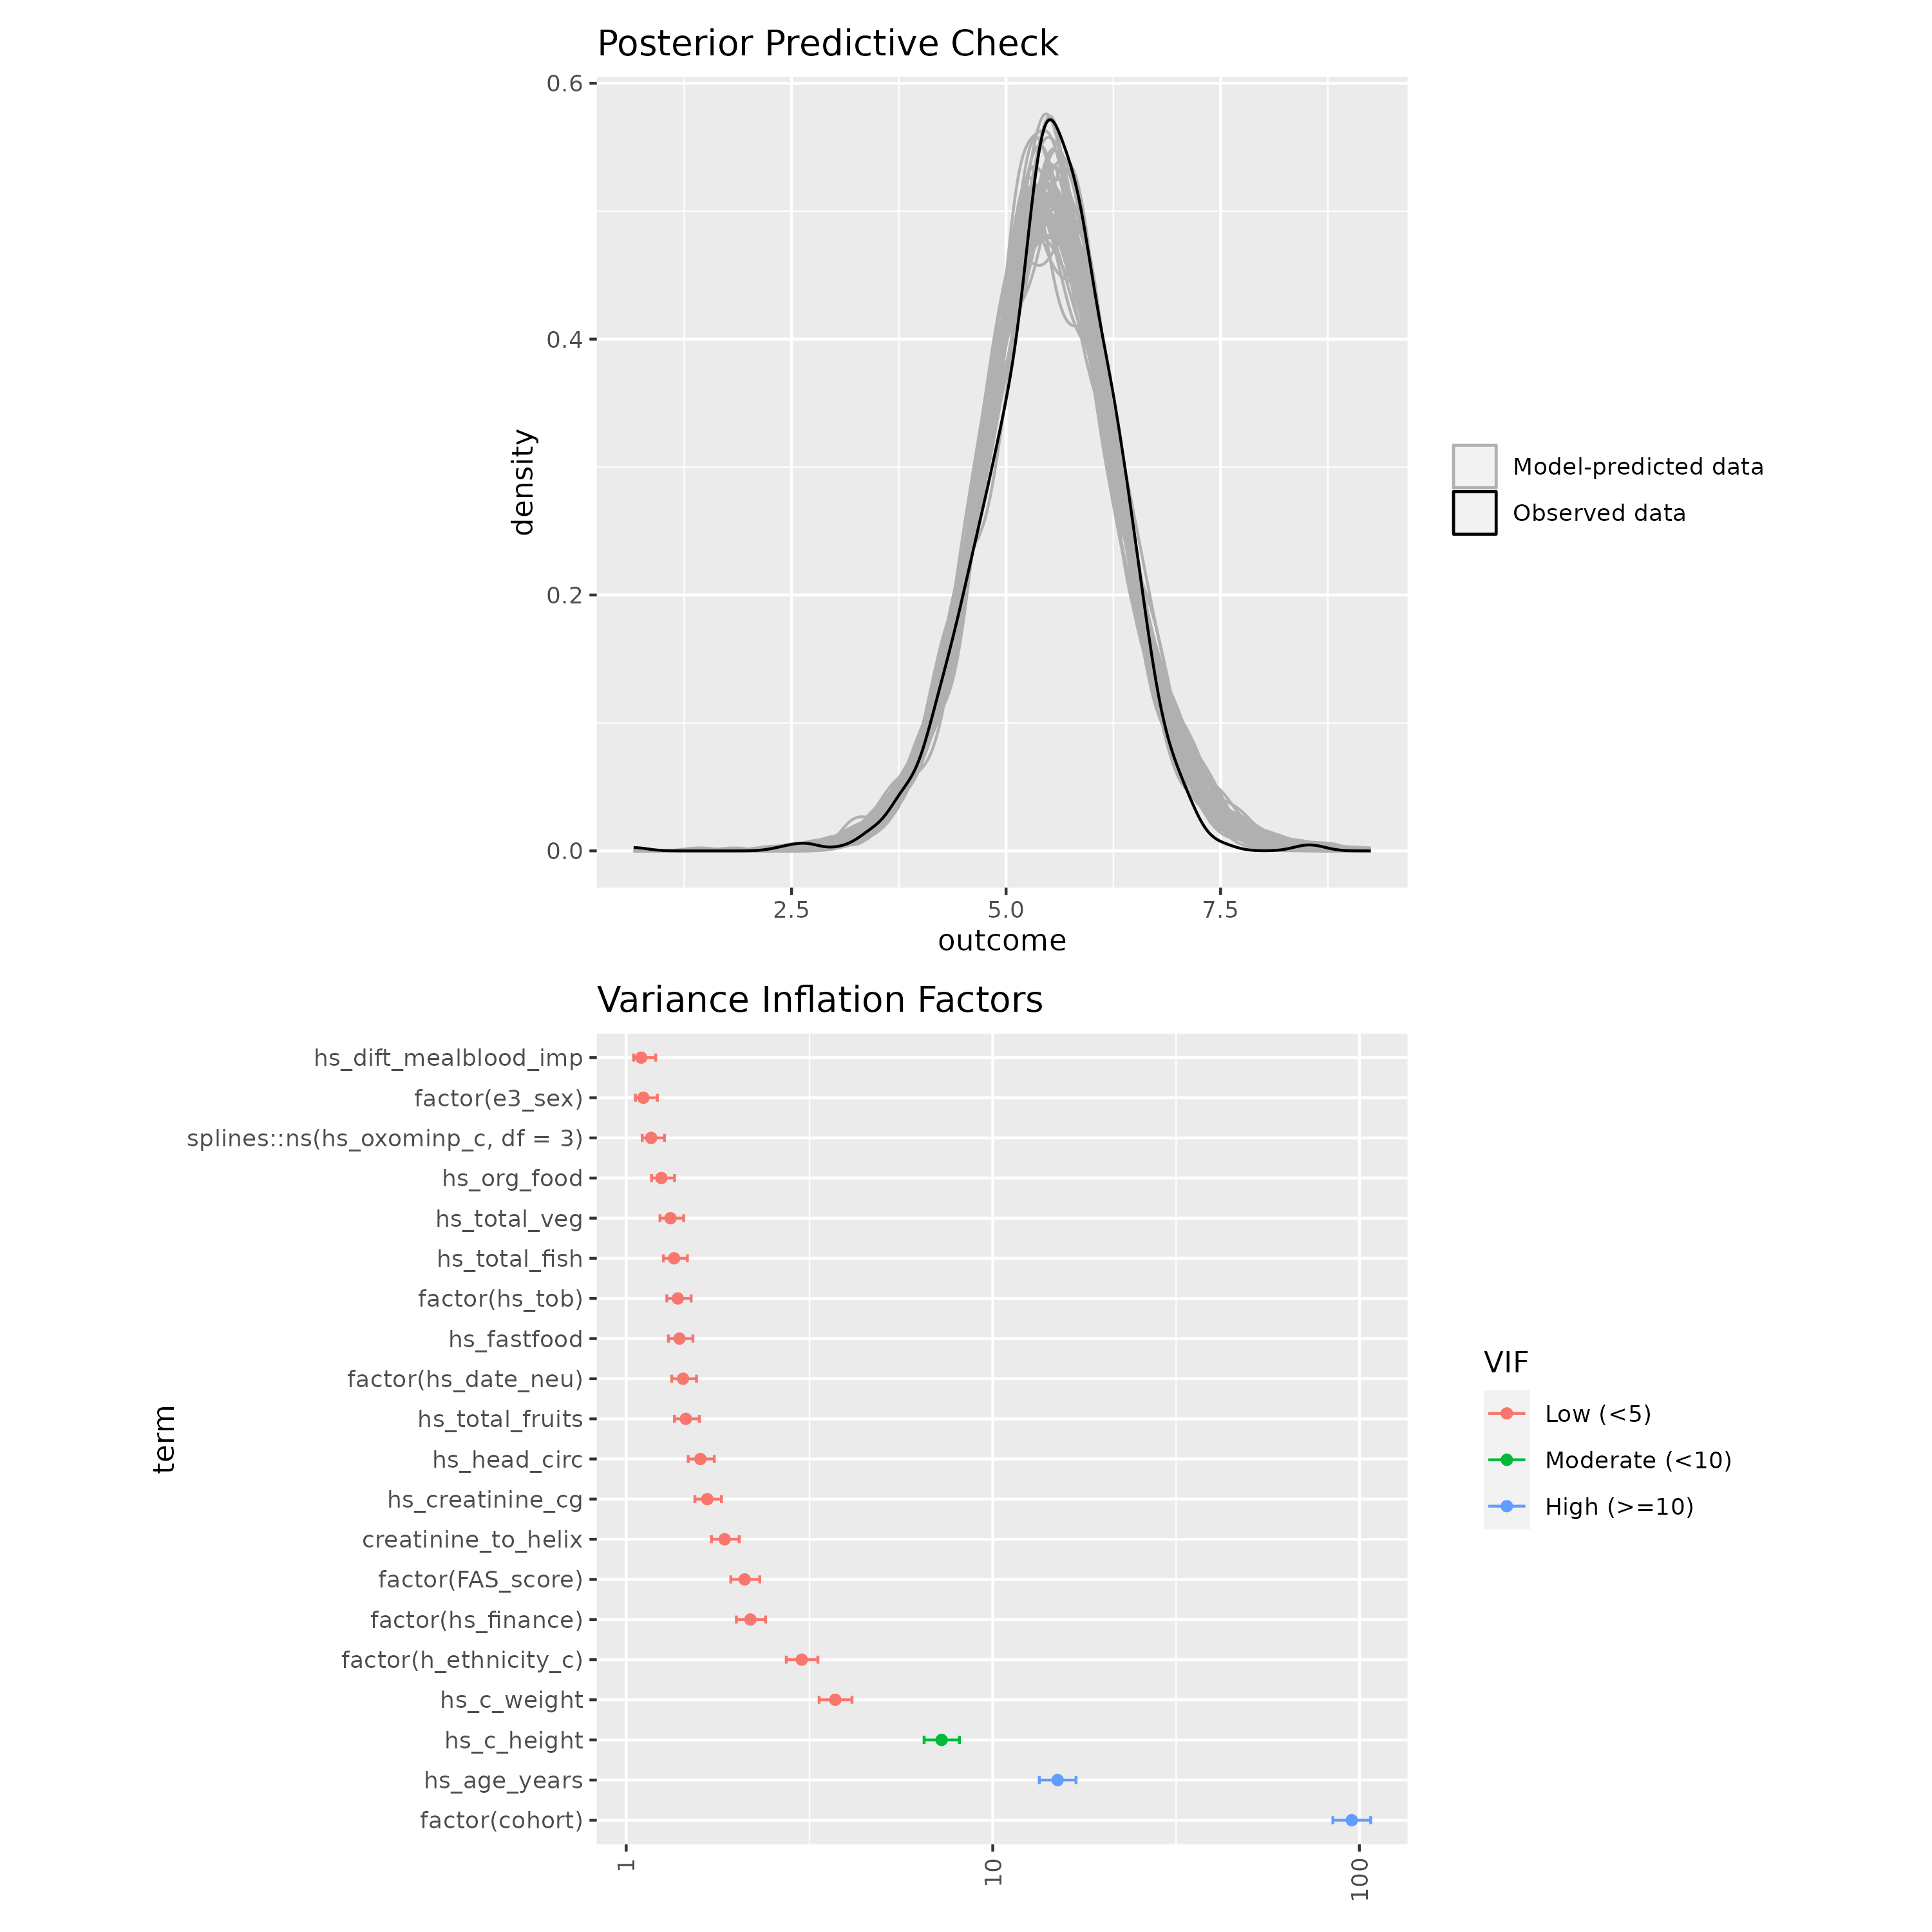 Posterior Predictive Check
0.6
0.4
0.2
0.0
density
2.5 5.0 7.5
outcome
Model-predicted data
Observed data
Variance Inflation Factors
hs_dift_mealblood_imp
factor(e3_sex)
splines::ns(hs_oxominp_c, df = 3)
hs_org_food
hs_total_veg
hs_total_fish
factor(hs_tob)
hs_fastfood
factor(hs_date_neu)
hs_total_fruits
hs_head_circ
hs_creatinine_cg
creatinine_to_helix
factor(FAS_score)
factor(hs_finance)
factor(h_ethnicity_c)
hs_c_weight
hs_c_height
hs_age_years
factor(cohort)
term
1 10 100
VIF
Low (<5)
Moderate (<10)
High (>=10)